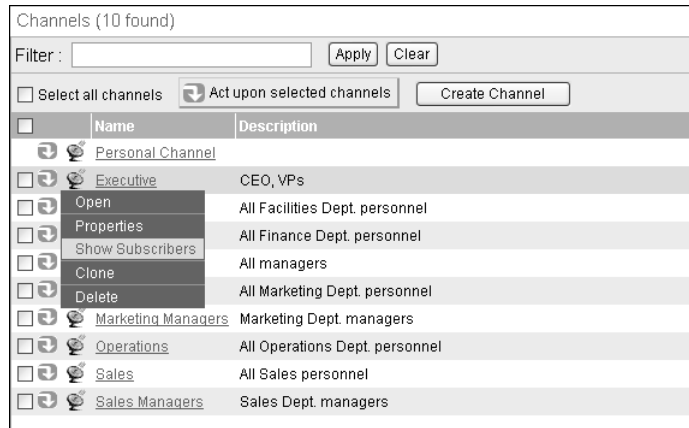 Channels (10 found)
Filter : Apply Clear
Select all channels Act upon selected channels Create Channel
Name Description
Personal Channel
Executive CEO, VPs
Open
All Facilities Dept. personnel
Properties
All Finance Dept. personnel
Show Subscribers
All managers
Clone
All Marketing Dept. personnel
Delete
Marketing Managers Marketing Dept. managers
Operations All Operations Dept. personnel
Sales All Sales personnel
Sales Managers Sales Dept. managers